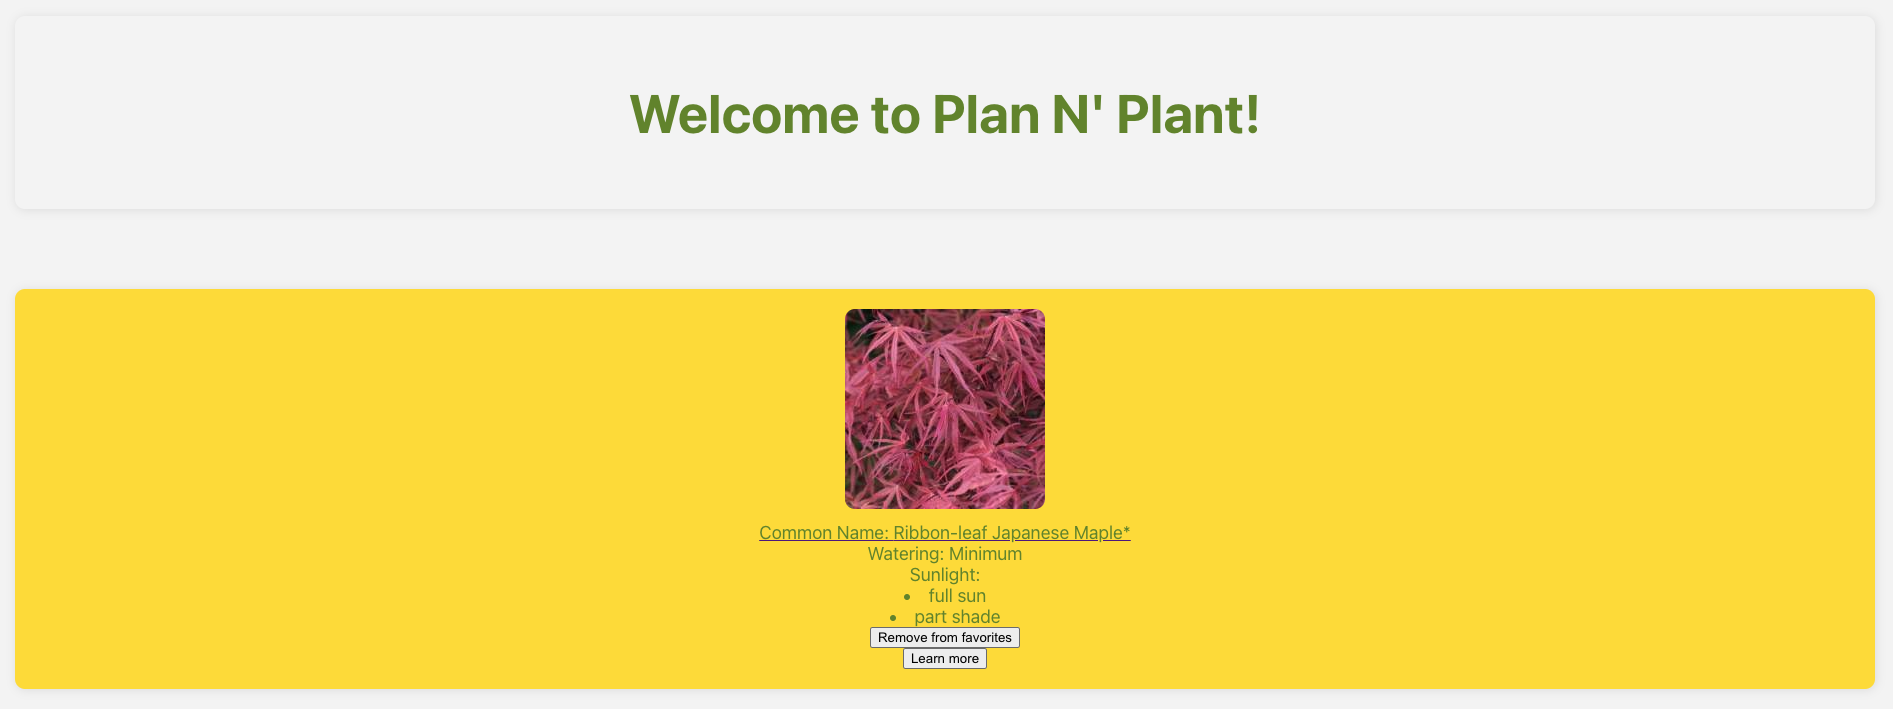 Welcome to Plan N' Plant!
Common Name: Ribbon-leaf Japanese Maple*
Watering: Minimum
Sunlight:
• full sun
• part shade
Remove from favorites
Learn more